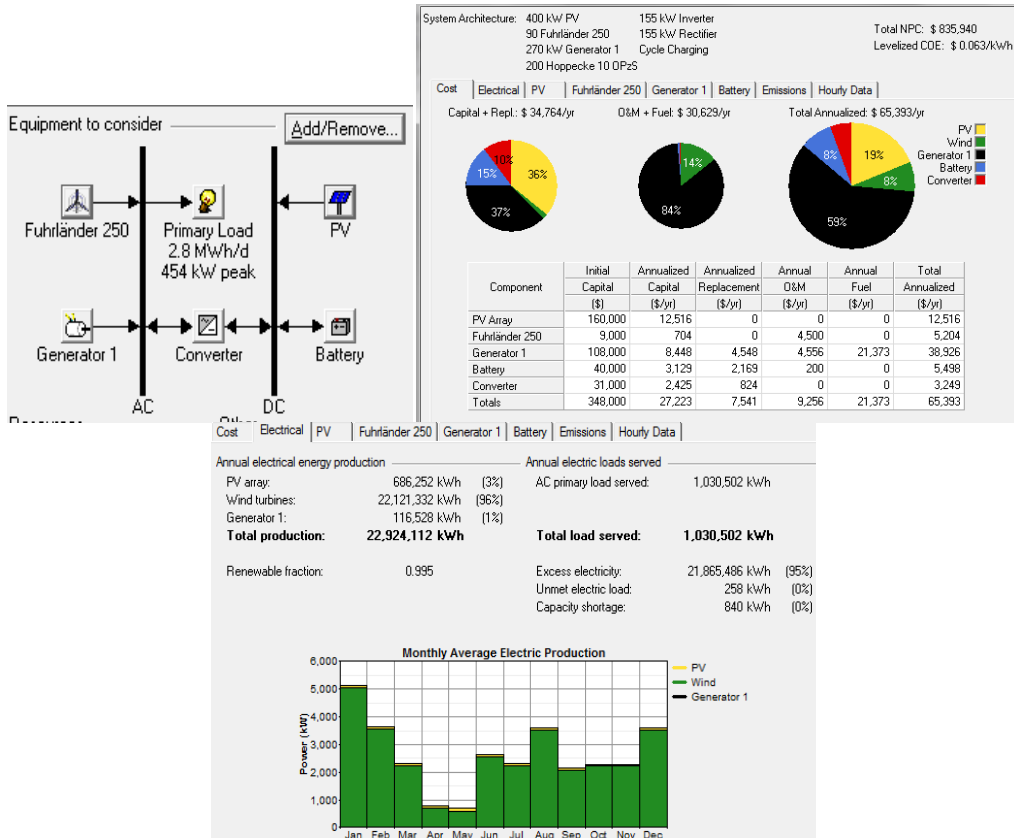 Equipment to consider
Add/Remove...
Fuhrländer 250
Primary Load
2.8 MWh/d
454 kW peak
PV
Generator 1
Converter
Battery
AC
DC
System Architecture: 400 kW PV 155 kW Inverter
90 Fuhrländer 250 155 kW Rectifier
270 kW Generator 1 Cycle Charging
200 Hoppecke 10 OPzS
Total NPC: $ 835,940
Levelized COE: $ 0.063/kWh
Cost Electrical PV Fuhrländer 250 Generator 1 Battery Emissions Hourly Data
Capital + Repl.: $ 34,764/yr O&M + Fuel: $ 30,629/yr Total Annualized: $ 65,393/yr
10%
15%
36%
37%
14%
84%
8%
19%
8%
59%
PV
Wind
Generator 1
Battery
Converter
Component Initial Capital ($) Annualized Capital ($/yr) Annualized Replacement ($/yr) Annual O&M ($/yr) Annual Fuel ($/yr) Total Annualized ($/yr)
PV Array 160,000 12,516 0 0 0 12,516
Fuhrländer 250 9,000 704 0 4,500 0 5,204
Generator 1 108,000 8,448 4,548 4,556 21,373 38,926
Battery 40,000 3,129 2,169 200 0 5,498
Converter 31,000 2,425 824 0 0 3,249
Totals 348,000 27,223 7,541 9,256 21,373 65,393
Cost Electrical PV Fuhrländer 250 Generator 1 Battery Emissions Hourly Data
Annual electrical energy production
PV array: 686,252 kWh (3%)
Wind turbines: 22,121,332 kWh (96%)
Generator 1: 116,528 kWh (1%)
Total production: 22,924,112 kWh
Renewable fraction: 0.995
Annual electric loads served
AC primary load served: 1,030,502 kWh
Total load served: 1,030,502 kWh
Excess electricity: 21,865,486 kWh (95%)
Unmet electric load: 258 kWh (0%)
Capacity shortage: 840 kWh (0%)
Monthly Average Electric Production
Power (kW)
6,000
5,000
4,000
3,000
2,000
1,000
0
Jan Feb Mar Apr May Jun Jul Aug Sep Oct Nov Dec
PV
Wind
Generator 1